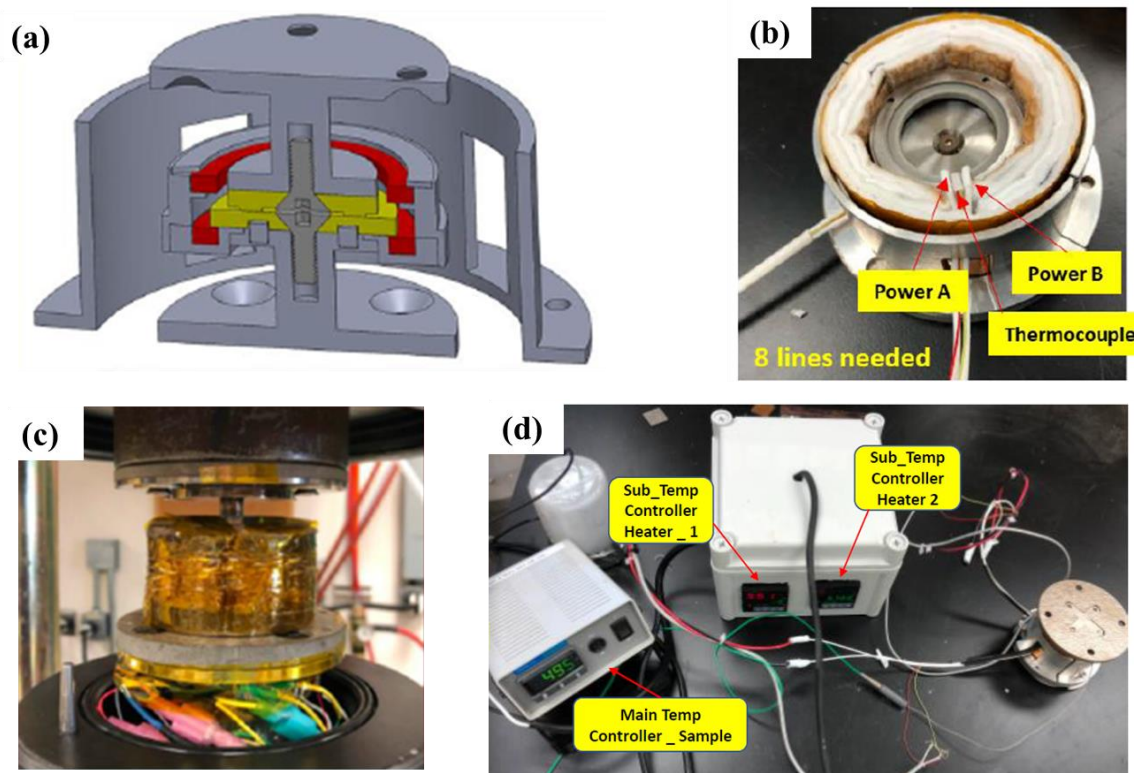 (a)
(b)
Power A
Power B
Thermocouple
8 lines needed
(c)
(d)
Sub_Temp
Controller
Heater _ 1
Sub_Temp
Controller
Heater 2
495
Main Temp
Controller _ Sample